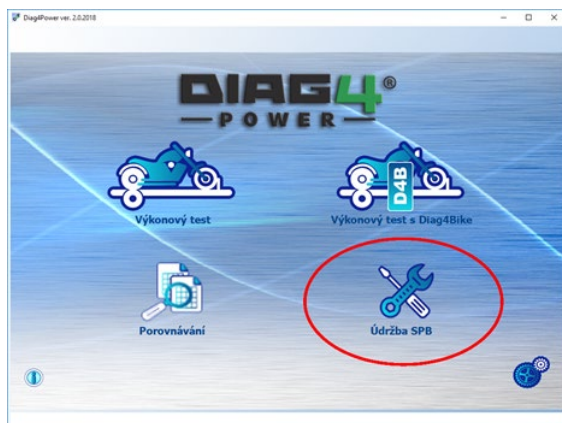 Diag4Power ver. 2.0.2018
DIAG4®
POWER
Výkonový test
D4B
Výkonový test s Diag4Bike
Porovnávání
Údržba SPB